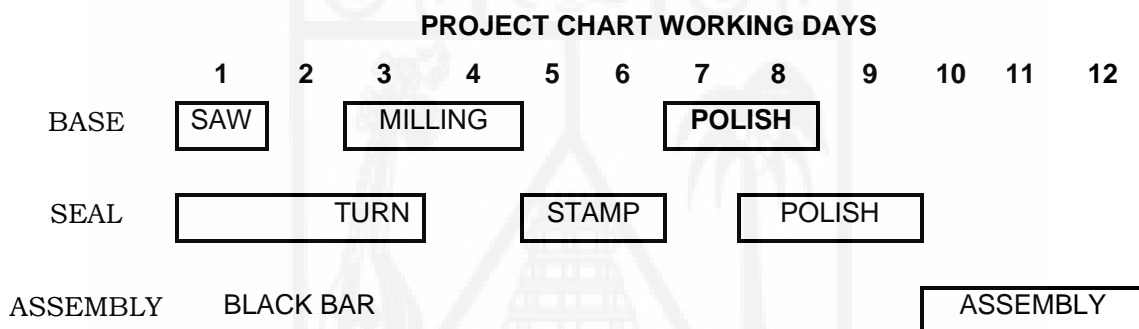 PROJECT CHART WORKING DAYS
1 2 3 4 5 6 7 8 9 10 11 12
BASE SAW MILLING POLISH
SEAL TURN STAMP POLISH
ASSEMBLY BLACK BAR ASSEMBLY